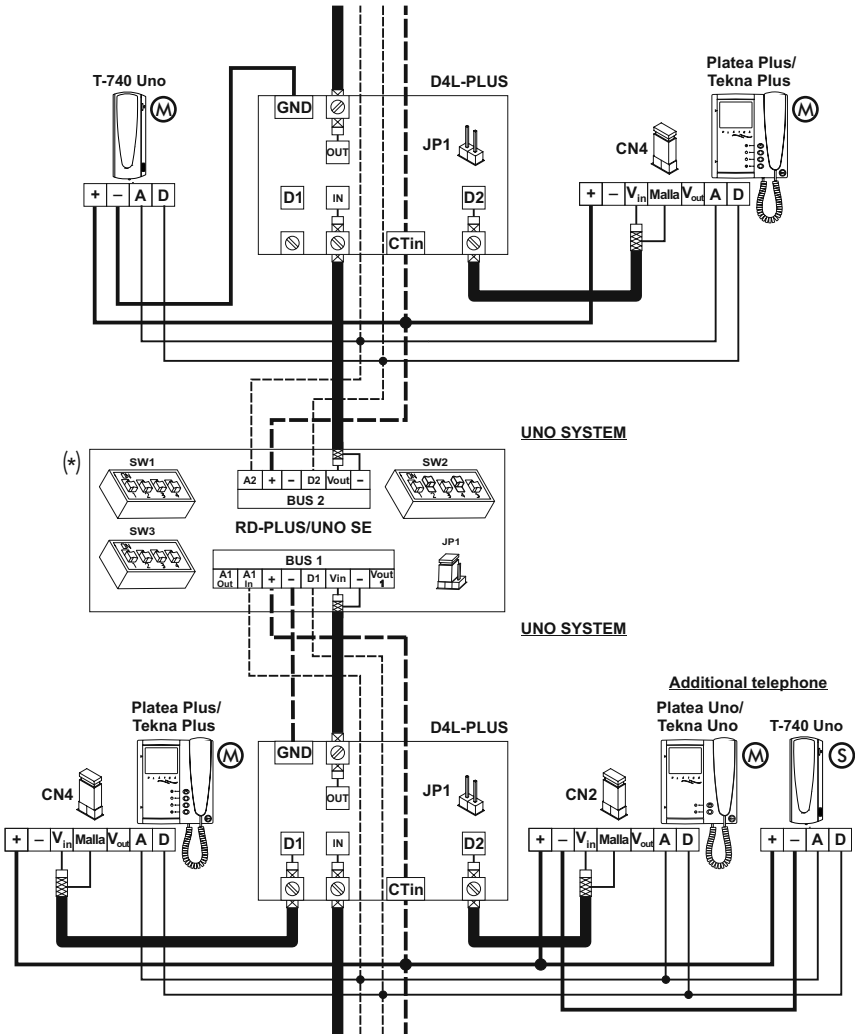 D4L-PLUS
Platea Plus/
Tekna Plus
T-740 Uno
M
GND
OUT
JP1
CN4
M
+ – A D
D1
IN
D2
+ – Vin Malla Vout A D
CTin
UNO SYSTEM
(*)
SW1
A2 + – D2 Vout –
BUS 2
SW2
RD-PLUS/UNO SE
SW3
BUS 1
A1 Out A1 In + – D1 Vin – Vout 1
JP1
UNO SYSTEM
Additional telephone
Platea Plus/
Tekna Plus
D4L-PLUS
Platea Uno/
Tekna Uno
T-740 Uno
M
GND
M
S
CN4
OUT
JP1
CN2
+ – Vin Malla Vout A D
D1
IN
D2
+ – Vin Malla Vout A D
+ – A D
CTin